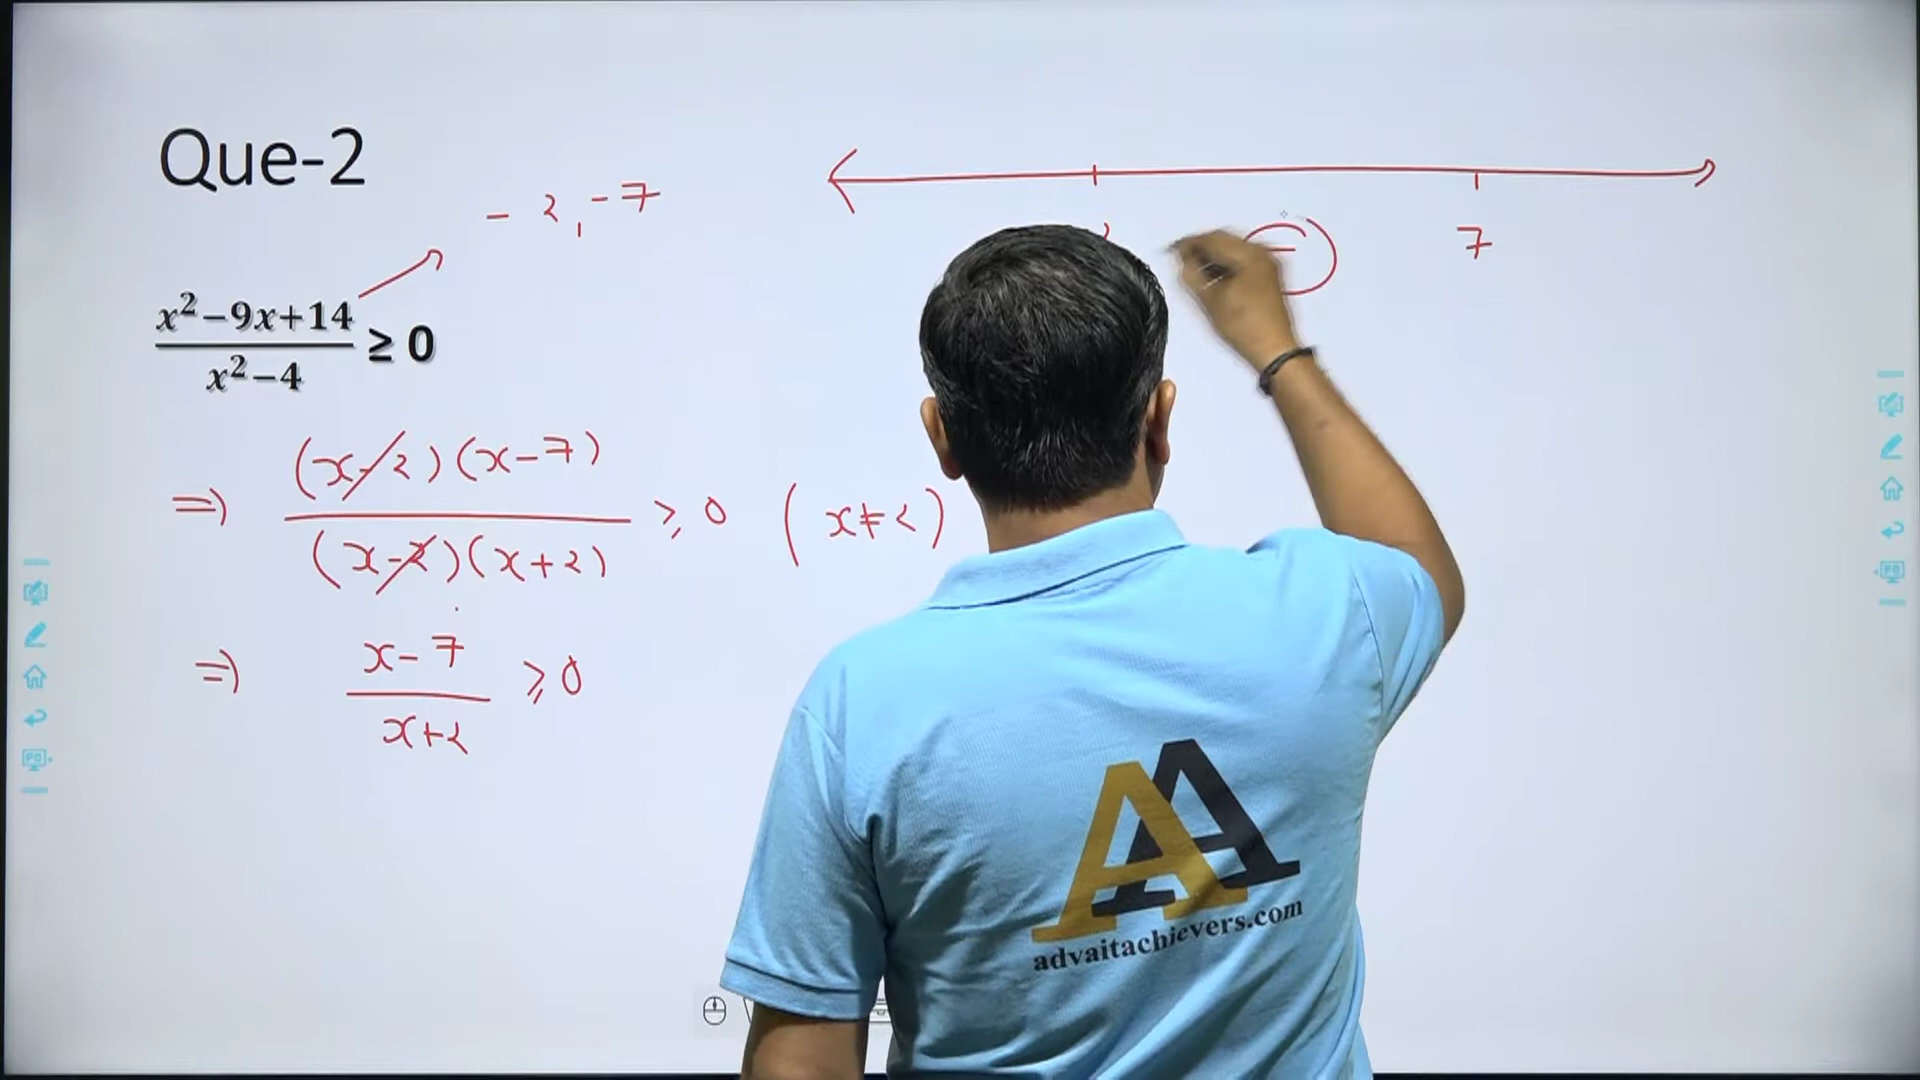 Que-2
- 2, - 7
x²-9x+14
x²-4
≥ 0
⇒ (x-2)(x-7)
(x-2)(x+2)
≥ 0 (x≠2)
⇒ x-7
x+2
≥ 0
7
-
AA
advaitachievers.com